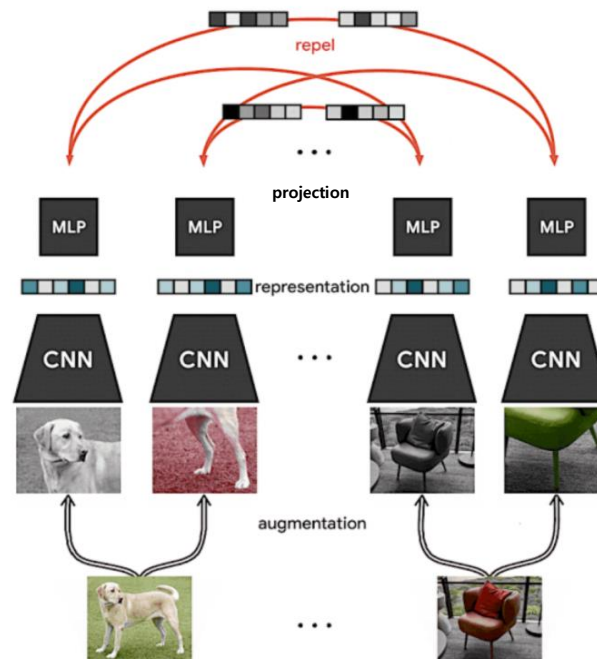 repel
...
projection
MLP MLP MLP MLP
representation
CNN CNN ... CNN CNN
augmentation
...